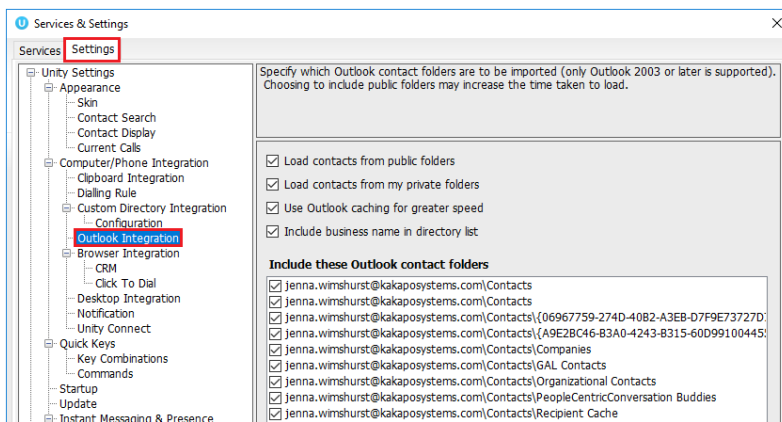 Services & Settings
Services
Settings
Unity Settings
Appearance
Skin
Contact Search
Contact Display
Current Calls
Computer/Phone Integration
Clipboard Integration
Dialling Rule
Custom Directory Integration
Configuration
Outlook Integration
Browser Integration
CRM
Click To Dial
Desktop Integration
Notification
Unity Connect
Quick Keys
Key Combinations
Commands
Startup
Update
Instant Messaging & Presence
Specify which Outlook contact folders are to be imported (only Outlook 2003 or later is supported).
Choosing to include public folders may increase the time taken to load.
Load contacts from public folders
Load contacts from my private folders
Use Outlook caching for greater speed
Include business name in directory list
Include these Outlook contact folders
jenna.wimshurst@kakaposystems.com\Contacts
jenna.wimshurst@kakaposystems.com\Contacts
jenna.wimshurst@kakaposystems.com\Contacts\{06967759-274D-40B2-A3EB-D7F9E73727D
jenna.wimshurst@kakaposystems.com\Contacts\{A9E2BC46-B3A0-4243-B315-60D991004455
jenna.wimshurst@kakaposystems.com\Contacts\Companies
jenna.wimshurst@kakaposystems.com\Contacts\GAL Contacts
jenna.wimshurst@kakaposystems.com\Contacts\Organizational Contacts
jenna.wimshurst@kakaposystems.com\Contacts\PeopleCentricConversation Buddies
jenna.wimshurst@kakaposystems.com\Contacts\Recipient Cache